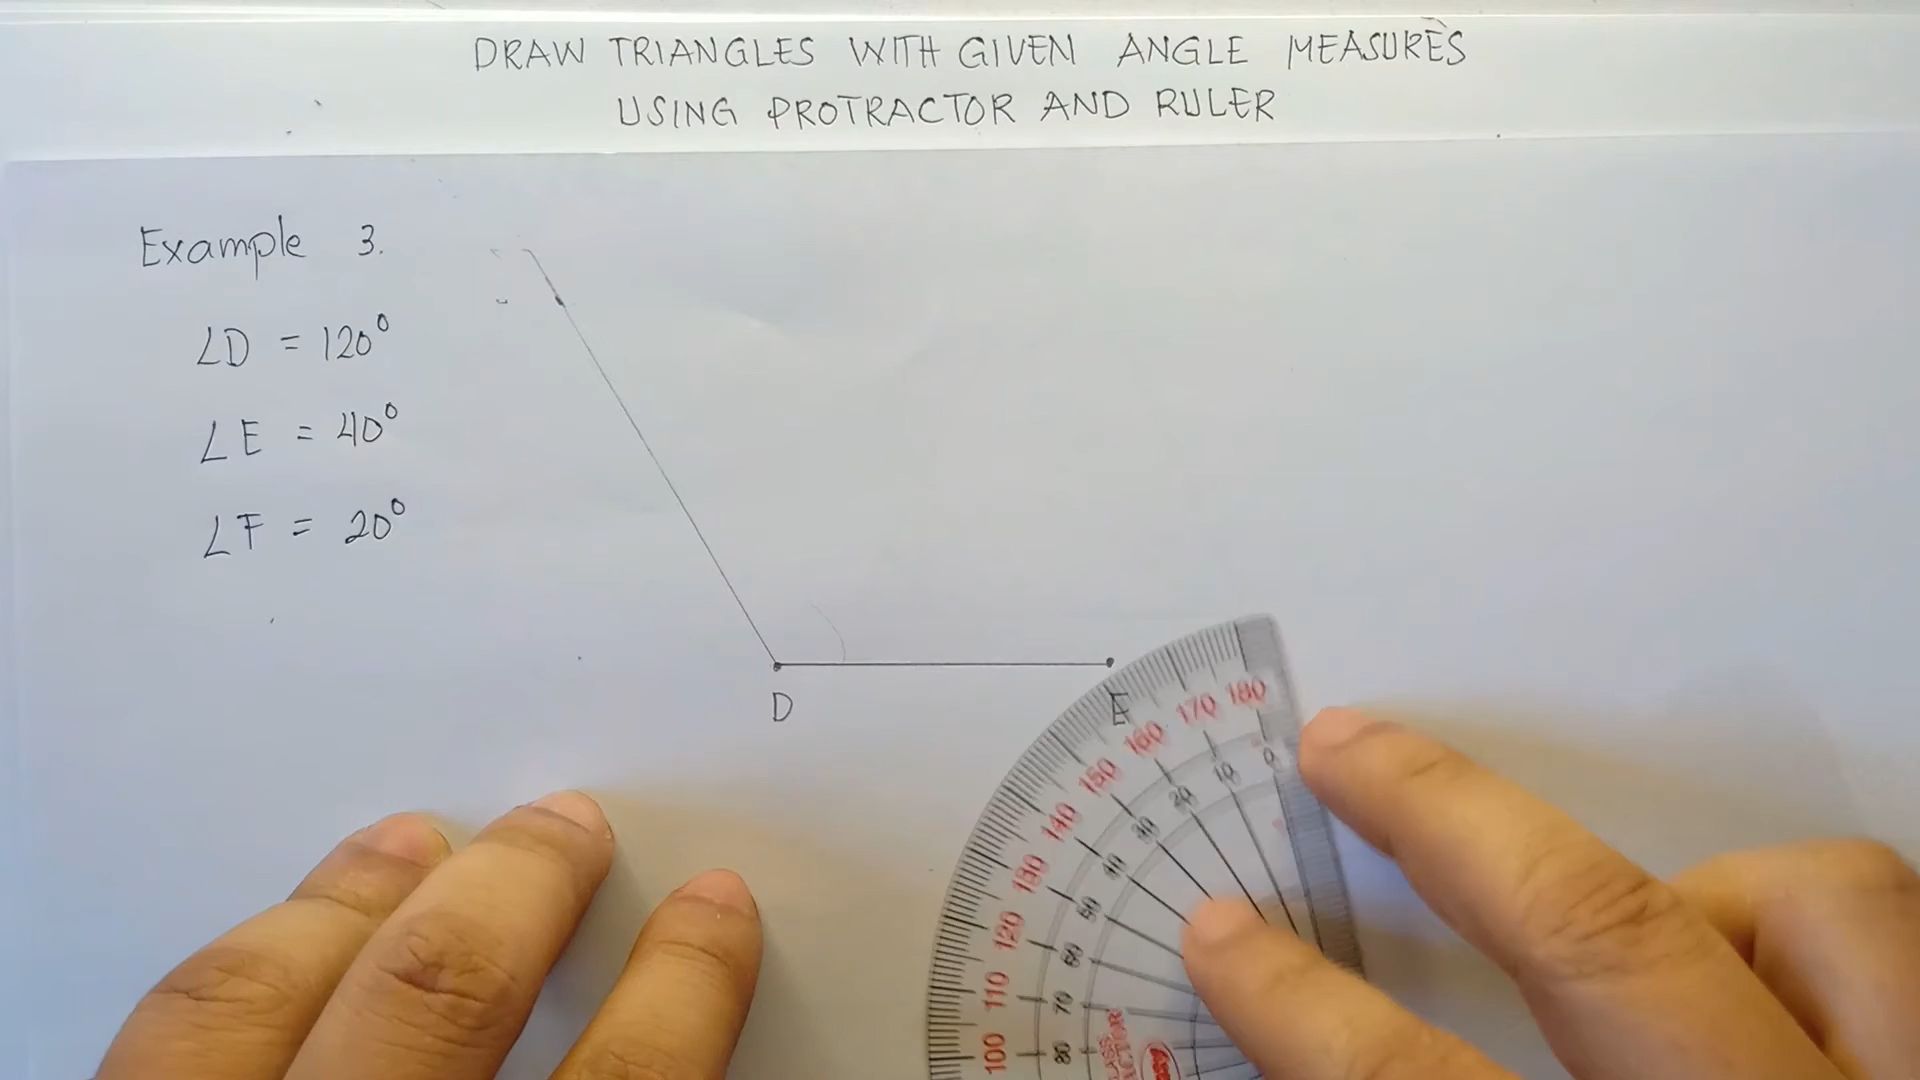 DRAW TRIANGLES WITH GIVEN ANGLE MEASURES
USING PROTRACTOR AND RULER
Example 3.
∠D = 120°
∠E = 40°
∠F = 20°
D
E
180
170
160
150
140
130
120
110
100
0
10
20
30
40
50
60
70
80